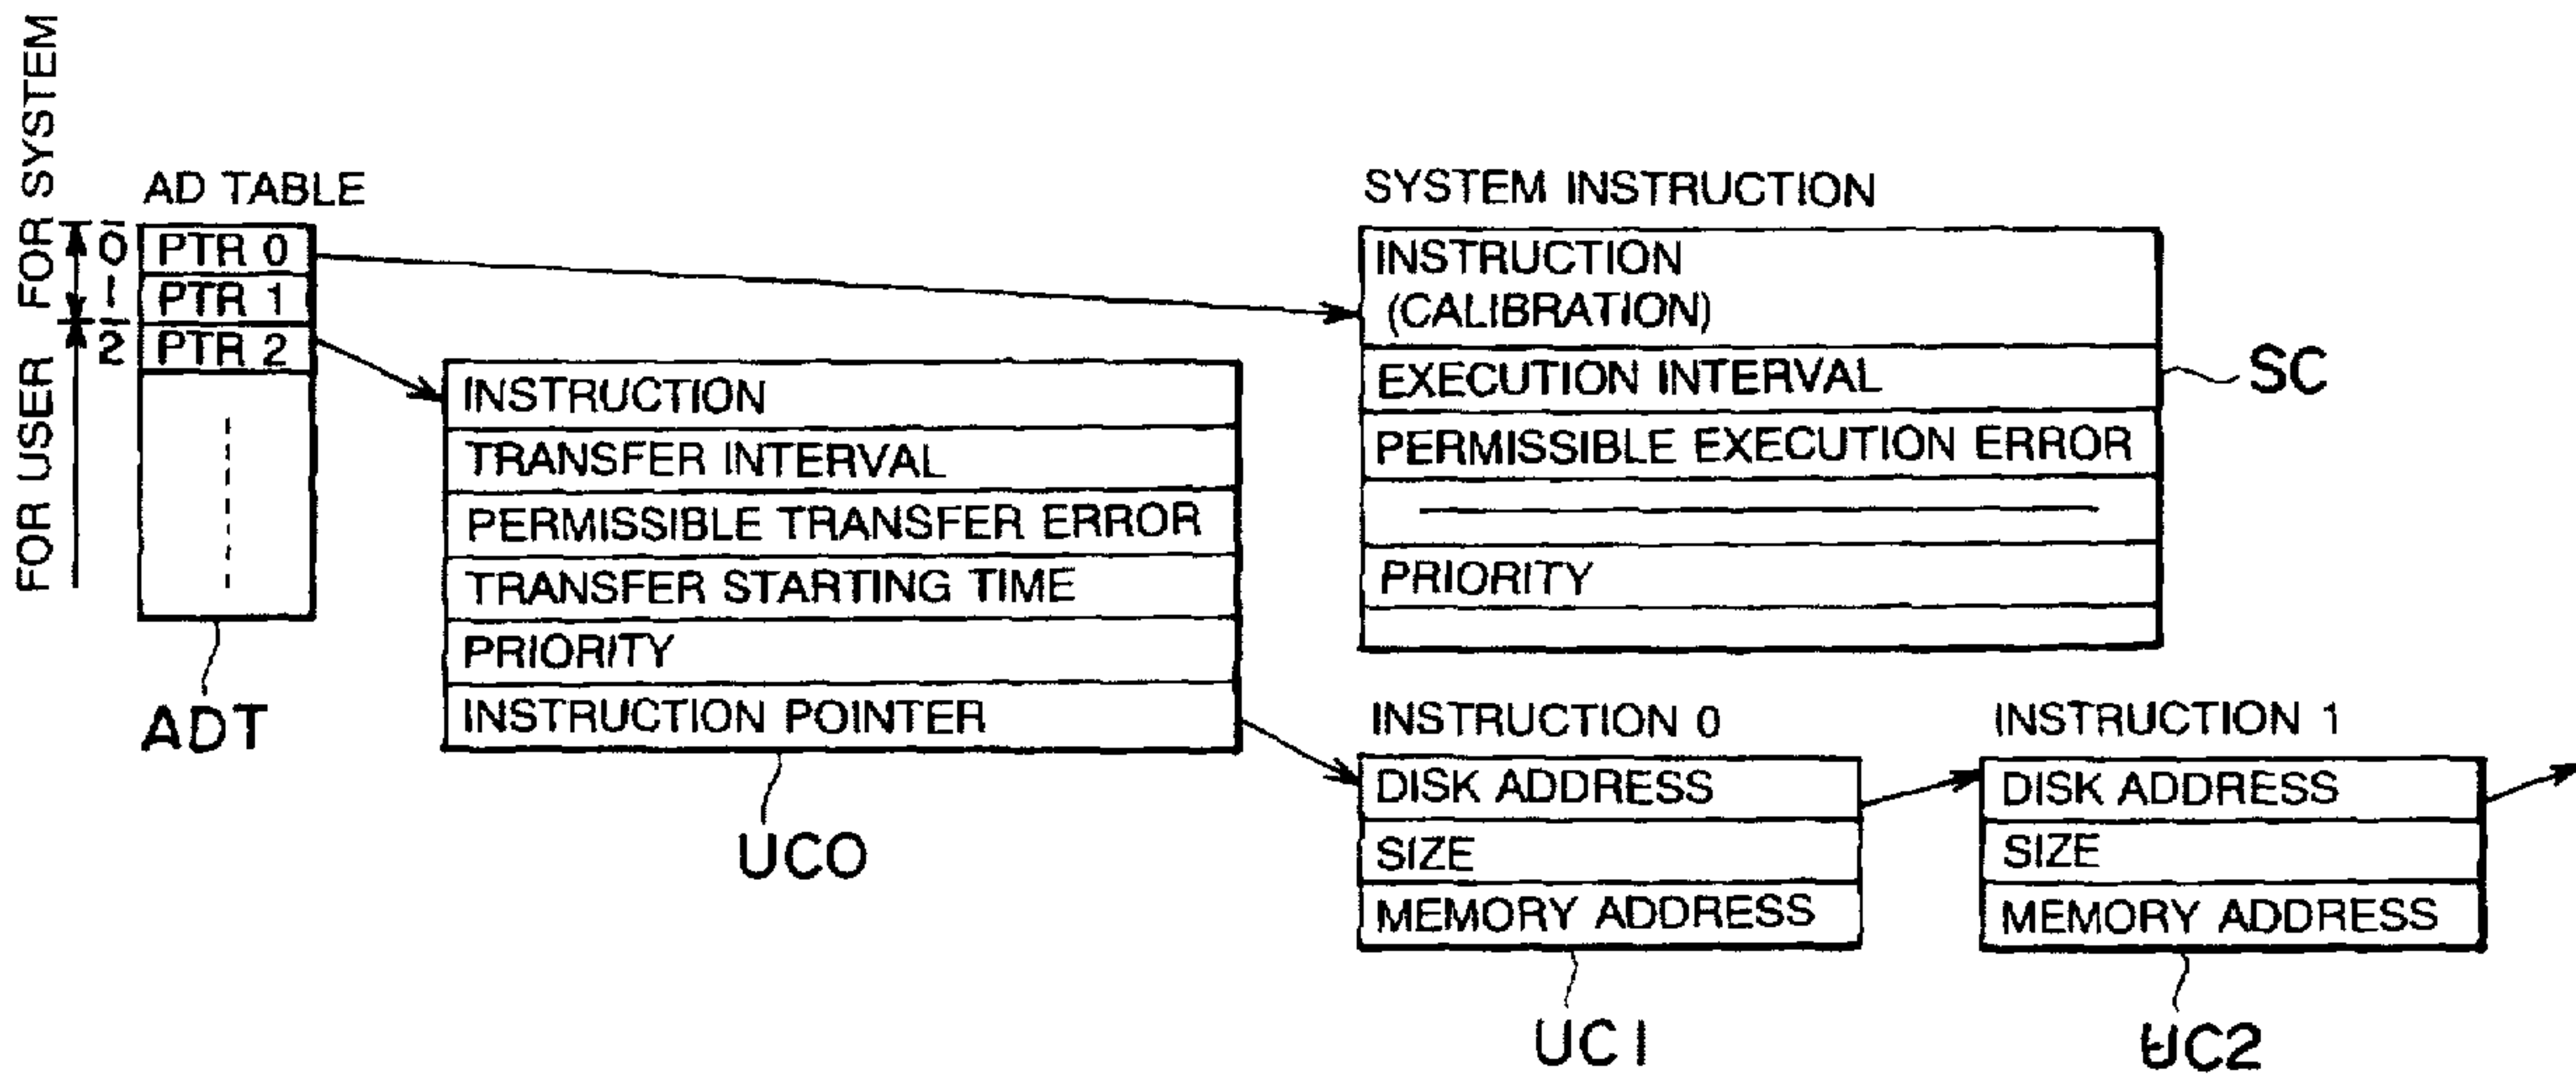 FOR SYSTEM
FOR USER
AD TABLE
0 PTR 0
1 PTR 1
2 PTR 2
ADT
INSTRUCTION
TRANSFER INTERVAL
PERMISSIBLE TRANSFER ERROR
TRANSFER STARTING TIME
PRIORITY
INSTRUCTION POINTER
UC0
SYSTEM INSTRUCTION
INSTRUCTION
(CALIBRATION)
EXECUTION INTERVAL
PERMISSIBLE EXECUTION ERROR
PRIORITY
SC
INSTRUCTION 0
DISK ADDRESS
SIZE
MEMORY ADDRESS
UC1
INSTRUCTION 1
DISK ADDRESS
SIZE
MEMORY ADDRESS
UC2